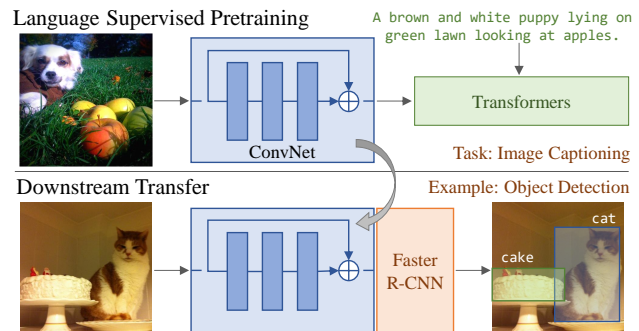 Language Supervised Pretraining
A brown and white puppy lying on
green lawn looking at apples.
ConvNet
Transformers
Task: Image Captioning
Downstream Transfer
Example: Object Detection
Faster
R-CNN
cake
cat